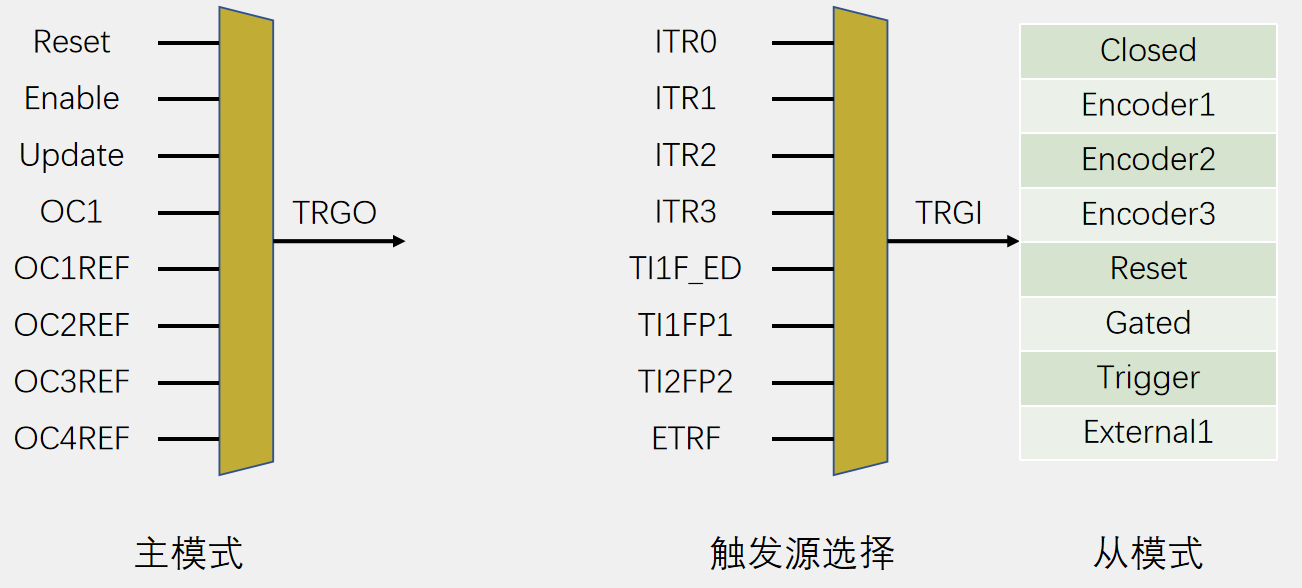 Reset
Enable
Update
OC1
OC1REF
OC2REF
OC3REF
OC4REF
TRGO
主模式
ITR0
ITR1
ITR2
ITR3
TI1F_ED
TI1FP1
TI2FP2
ETRF
TRGI
触发源选择
Closed
Encoder1
Encoder2
Encoder3
Reset
Gated
Trigger
External1
从模式